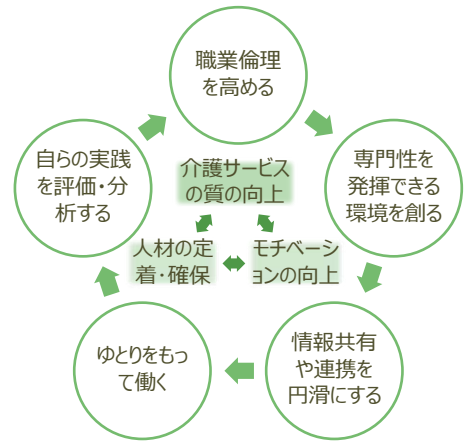 職業倫理
を高める
専門性を
発揮できる
環境を創る
情報共有
や連携を
円滑にする
ゆとりをもっ
て働く
自らの実践
を評価・分
析する
介護サービス
の質の向上
モチベーシ
ョンの向上
人材の定
着・確保